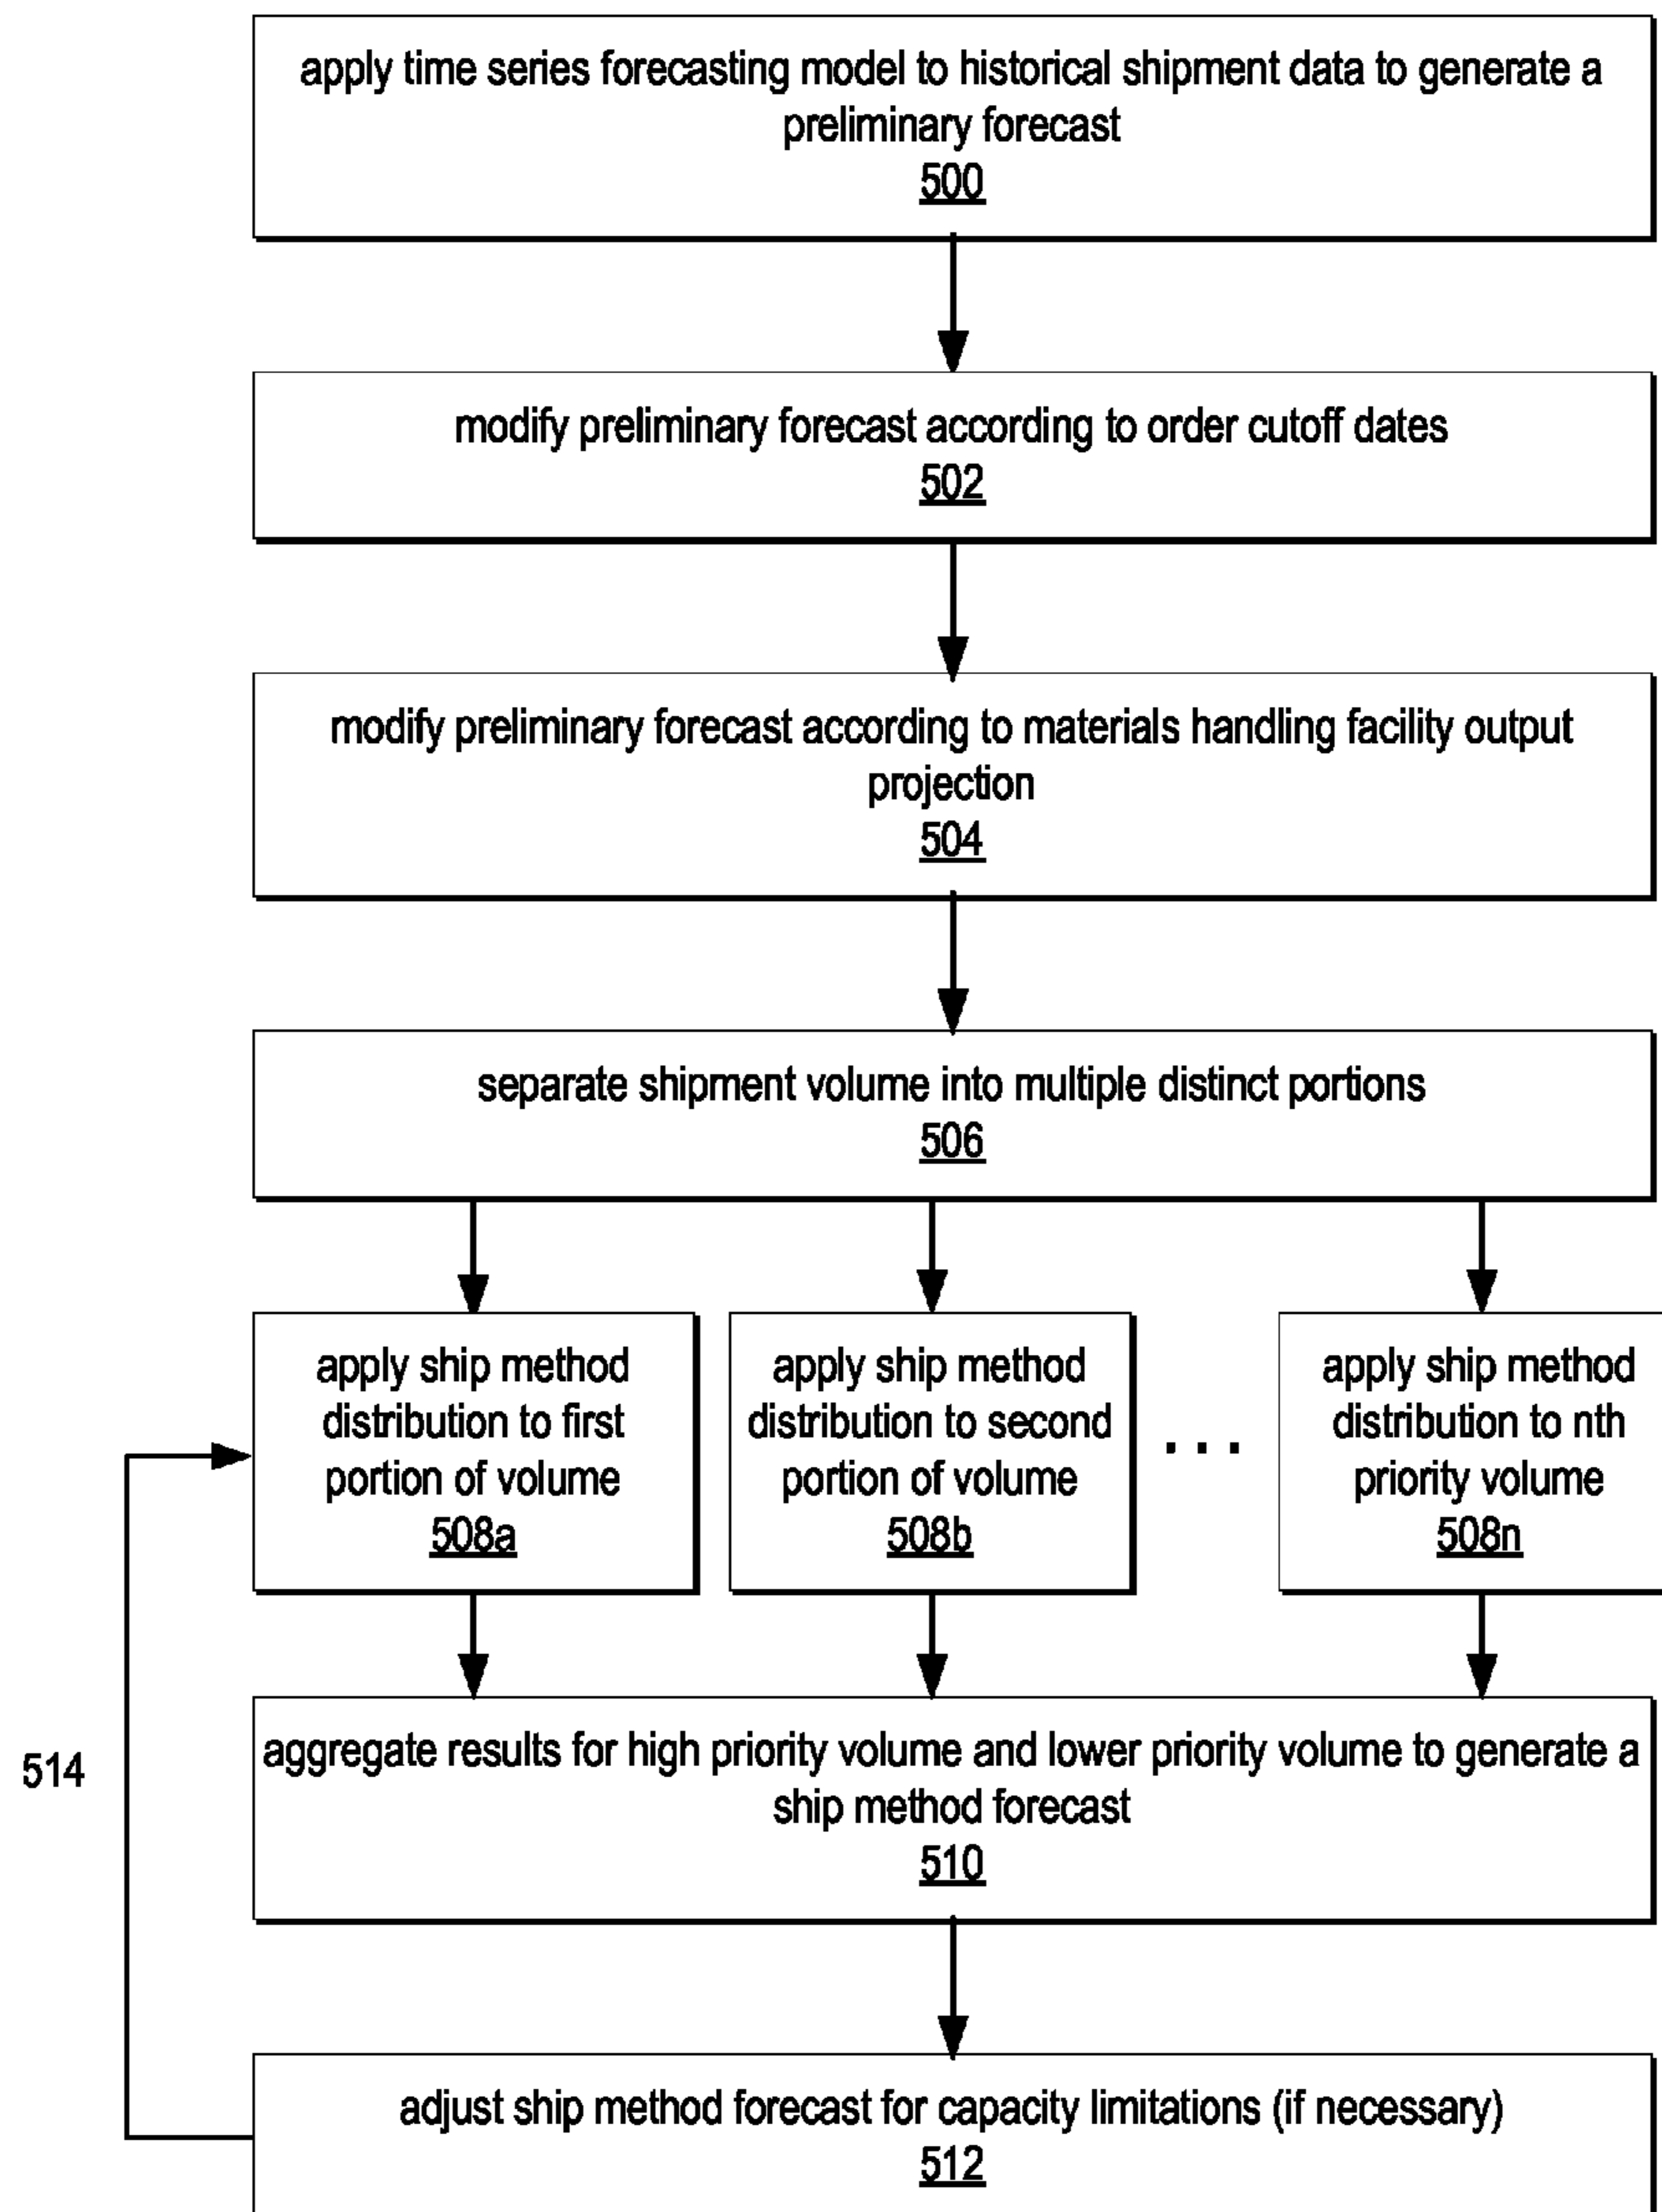 apply time series forecasting model to historical shipment data to generate a
preliminary forecast
500
modify preliminary forecast according to order cutoff dates
502
modify preliminary forecast according to materials handling facility output
projection
504
separate shipment volume into multiple distinct portions
506
apply ship method
distribution to first
portion of volume
508a
apply ship method
distribution to second
portion of volume
508b
. . .
apply ship method
distribution to nth
priority volume
508n
514
aggregate results for high priority volume and lower priority volume to generate a
ship method forecast
510
adjust ship method forecast for capacity limitations (if necessary)
512